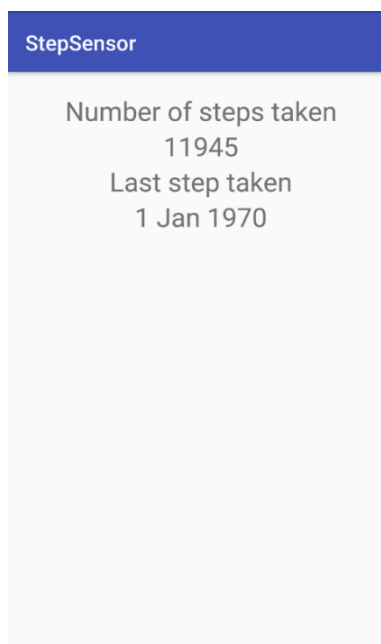 StepSensor
Number of steps taken
11945
Last step taken
1 Jan 1970